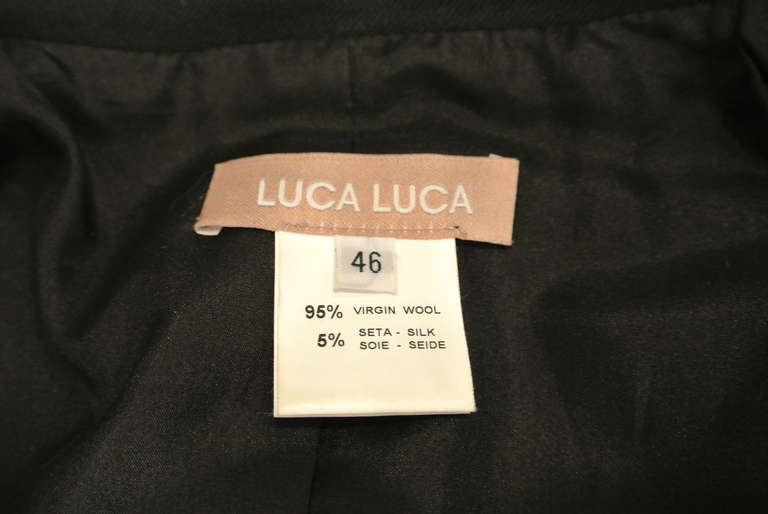 LUCA LUCA
46
95% VIRGIN WOOL
5% SETA - SILK
SOIE - SEIDE